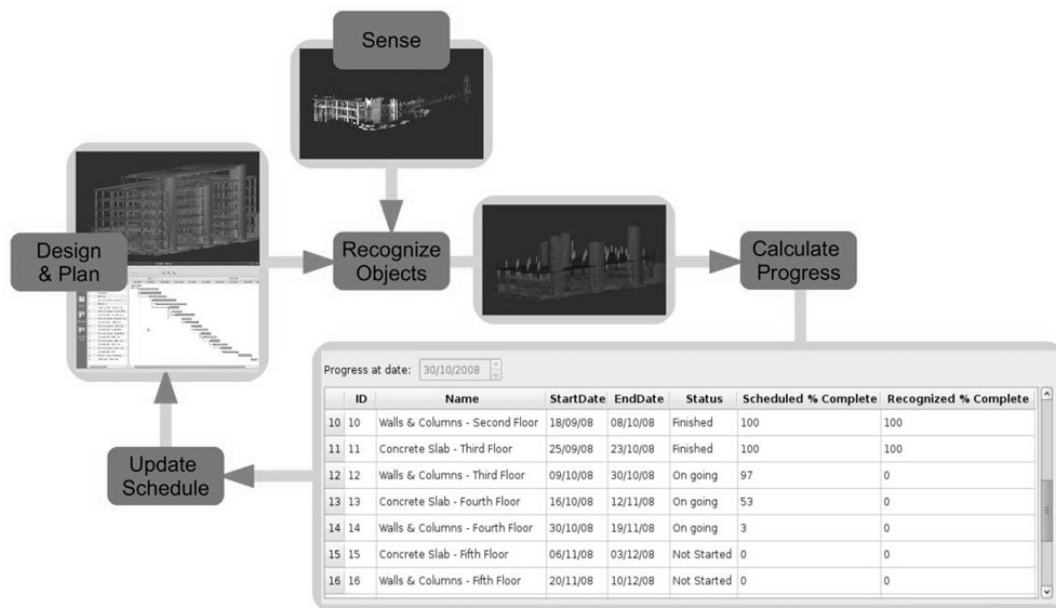 Sense
Design
& Plan
Recognize
Objects
Calculate
Progress
Update
Schedule
Progress at date: 30/10/2008
ID Name StartDate EndDate Status Scheduled % Complete Recognized % Complete
10 10 Walls & Columns - Second Floor 18/09/08 08/10/08 Finished 100 100
11 11 Concrete Slab - Third Floor 25/09/08 23/10/08 Finished 100 100
12 12 Walls & Columns - Third Floor 09/10/08 30/10/08 On going 97 0
13 13 Concrete Slab - Fourth Floor 16/10/08 12/11/08 On going 53 0
14 14 Walls & Columns - Fourth Floor 30/10/08 19/11/08 On going 3 0
15 15 Concrete Slab - Fifth Floor 06/11/08 03/12/08 Not Started 0 0
16 16 Walls & Columns - Fifth Floor 20/11/08 10/12/08 Not Started 0 0